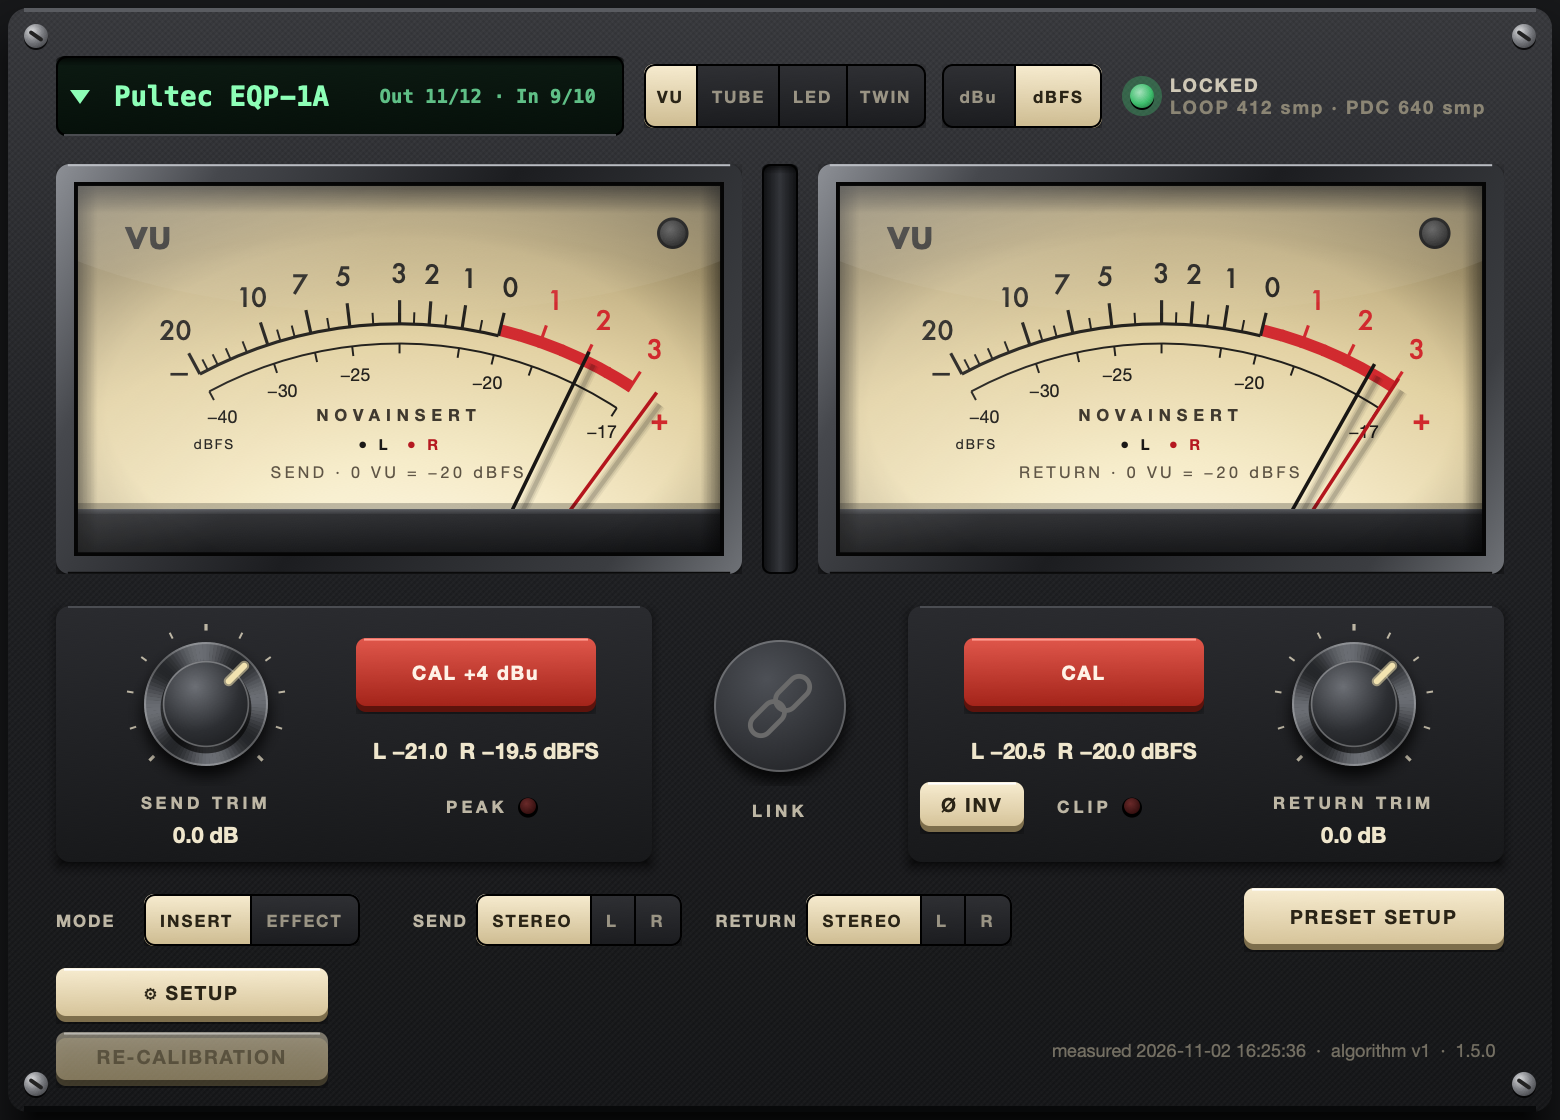 Pultec EQP-1A Out 11/12 · In 9/10
VU TUBE LED TWIN
dBu dBFS
LOCKED
LOOP 412 smp · PDC 640 smp
VU
20 10 7 5 3 2 1 0 1 2 3
− +
−40 −30 −25 −20 −17
dBFS
NOVAINSERT
• L • R
SEND · 0 VU = −20 dBFS
VU
20 10 7 5 3 2 1 0 1 2 3
− +
−40 −30 −25 −20 −17
dBFS
NOVAINSERT
• L • R
RETURN · 0 VU = −20 dBFS
CAL +4 dBu
L −21.0 R −19.5 dBFS
SEND TRIM
0.0 dB
PEAK
LINK
CAL
L −20.5 R −20.0 dBFS
Ø INV
CLIP
RETURN TRIM
0.0 dB
MODE INSERT EFFECT
SEND STEREO L R
RETURN STEREO L R
PRESET SETUP
⚙ SETUP
RE-CALIBRATION
measured 2026-11-02 16:25:36 · algorithm v1 · 1.5.0